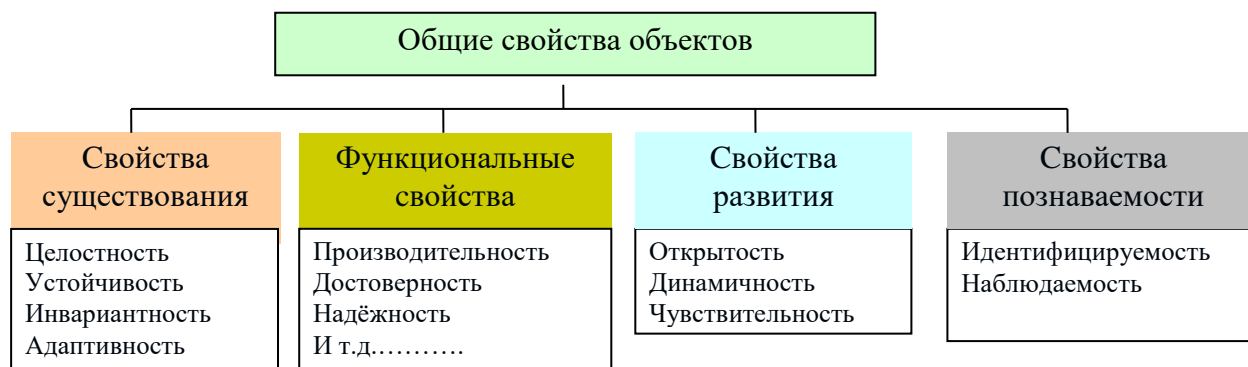 Общие свойства объектов
Свойства
существования
Целостность
Устойчивость
Инвариантность
Адаптивность
Функциональные
свойства
Производительность
Достоверность
Надёжность
И т.д.……….
Свойства
развития
Открытость
Динамичность
Чувствительность
Свойства
познаваемости
Идентифицируемость
Наблюдаемость